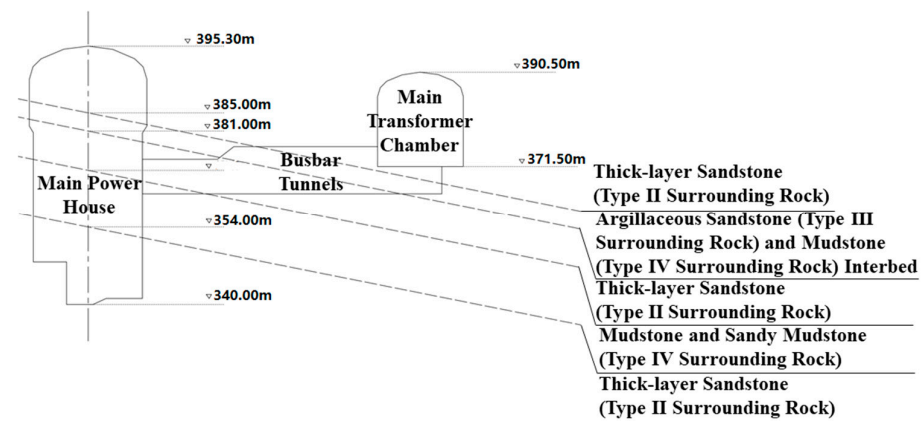 395.30m
390.50m
Main
Transformer
Chamber
385.00m
381.00m
Busbar
Tunnels
371.50m
Main Power
House
354.00m
340.00m
Thick-layer Sandstone
(Type II Surrounding Rock)
Argillaceous Sandstone (Type III
Surrounding Rock) and Mudstone
(Type IV Surrounding Rock) Interbed
Thick-layer Sandstone
(Type II Surrounding Rock)
Mudstone and Sandy Mudstone
(Type IV Surrounding Rock)
Thick-layer Sandstone
(Type II Surrounding Rock)